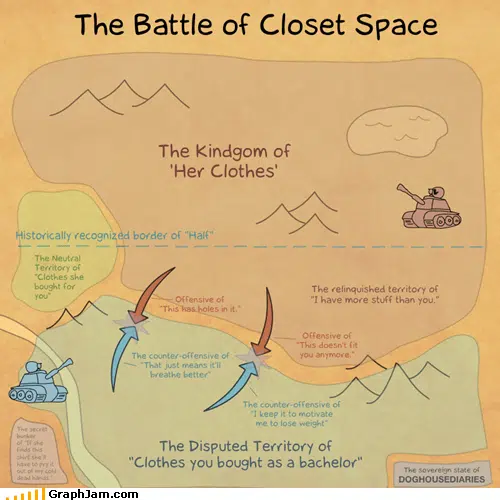 The Battle of Closet Space
The Kindgom of
'Her Clothes'
Historically recognized border of "Half"
The Neutral
Territory of
"Clothes she
bought for
you"
The relinquished territory of
"I have more stuff than you."
Offensive of
"This has holes in it."
Offensive of
"This doesn't fit
you anymore."
The counter-offensive of
"That just means it'll
breathe better"
The counter-offensive of
"I keep it to motivate
me to lose weight"
The Disputed Territory of
"Clothes you bought as a bachelor"
The secret
bunker
of "If she
finds this
shirt she'll
have to pry it
out of my cold
dead hands."
The sovereign state of
DOGHOUSEDIARIES
GraphJam.com